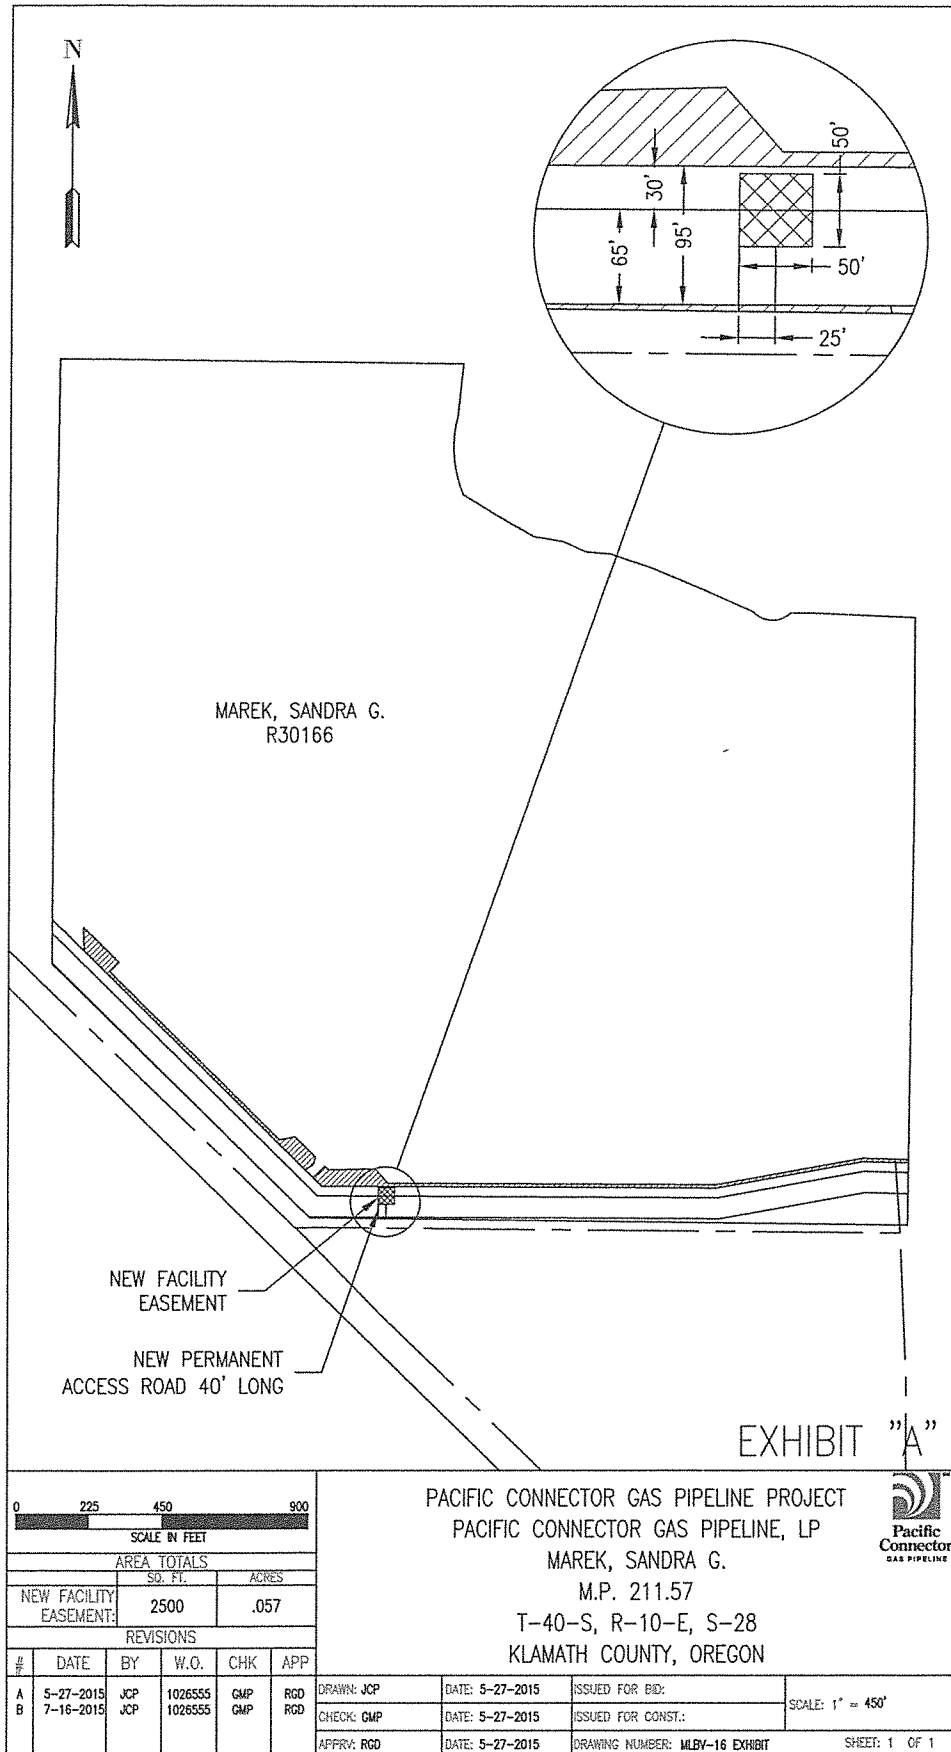 N
50'
30'
65'
95'
50'
25'
MAREK, SANDRA G.
R30166
NEW FACILITY
EASEMENT
NEW PERMANENT
ACCESS ROAD 40' LONG
EXHIBIT "A"
0 225 450 900
SCALE IN FEET
AREA TOTALS
SQ. FT. ACRES
NEW FACILITY
EASEMENT: 2500 .057
REVISIONS
# DATE BY W.O. CHK APP
A 5-27-2015 JCP 1026555 GMP RGD
B 7-16-2015 JCP 1026555 GMP RGD
PACIFIC CONNECTOR GAS PIPELINE PROJECT
PACIFIC CONNECTOR GAS PIPELINE, LP
MAREK, SANDRA G.
M.P. 211.57
T-40-S, R-10-E, S-28
KLAMATH COUNTY, OREGON
Pacific
Connector
GAS PIPELINE
DRAWN: JCP DATE: 5-27-2015 ISSUED FOR BID: SCALE: 1" = 450'
CHECK: GMP DATE: 5-27-2015 ISSUED FOR CONST.:
APPRV: RGD DATE: 5-27-2015 DRAWING NUMBER: MLBV-16 EXHIBIT SHEET: 1 OF 1